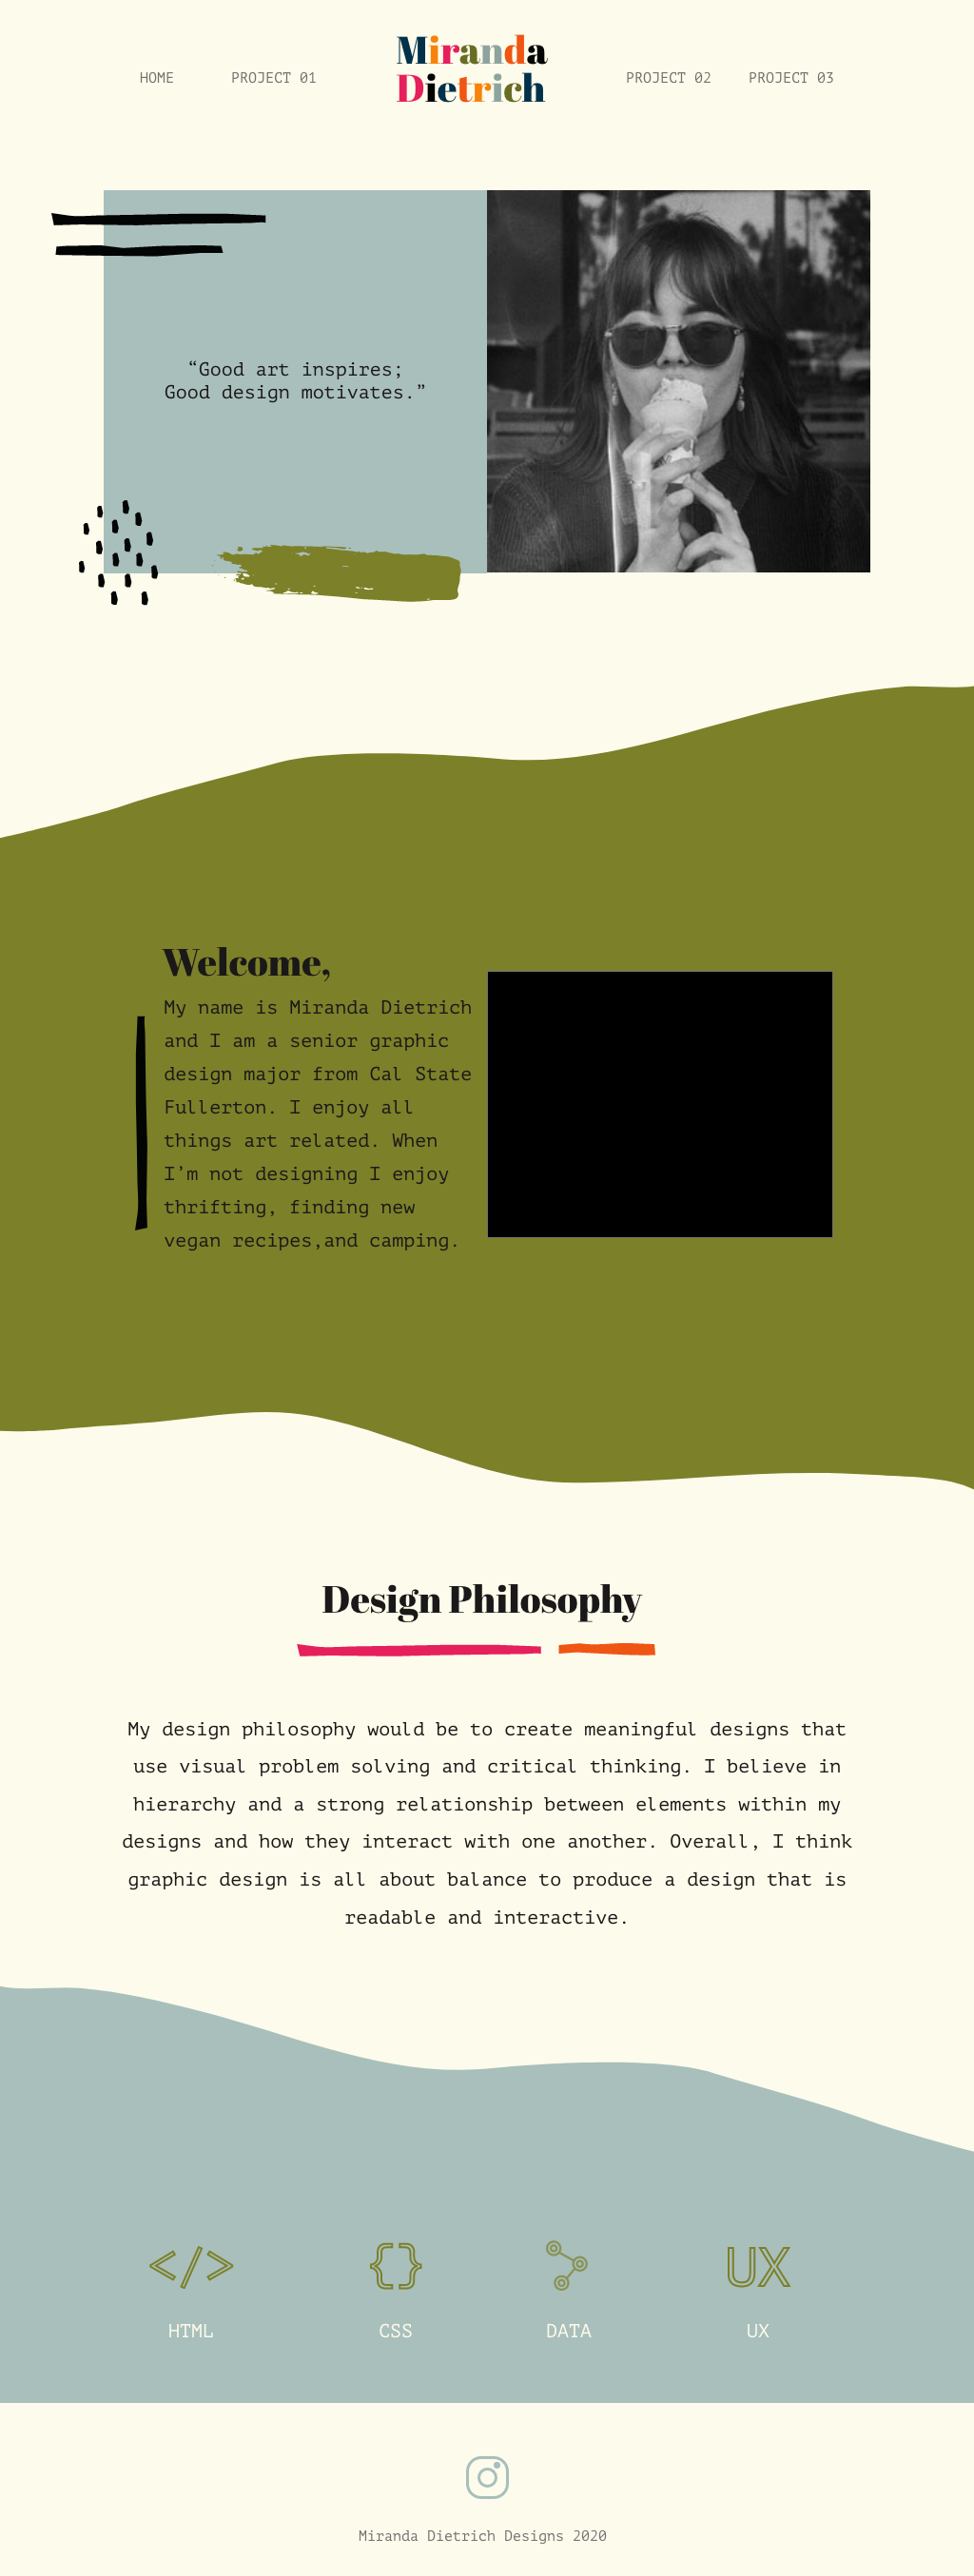 HOME PROJECT 01 Miranda Dietrich PROJECT 02 PROJECT 03
“Good art inspires;
Good design motivates.”
Welcome,
My name is Miranda Dietrich
and I am a senior graphic
design major from Cal State
Fullerton. I enjoy all
things art related. When
I’m not designing I enjoy
thrifting, finding new
vegan recipes,and camping.
Design Philosophy
My design philosophy would be to create meaningful designs that
use visual problem solving and critical thinking. I believe in
hierarchy and a strong relationship between elements within my
designs and how they interact with one another. Overall, I think
graphic design is all about balance to produce a design that is
readable and interactive.
</> {} UX
HTML CSS DATA UX
Miranda Dietrich Designs 2020